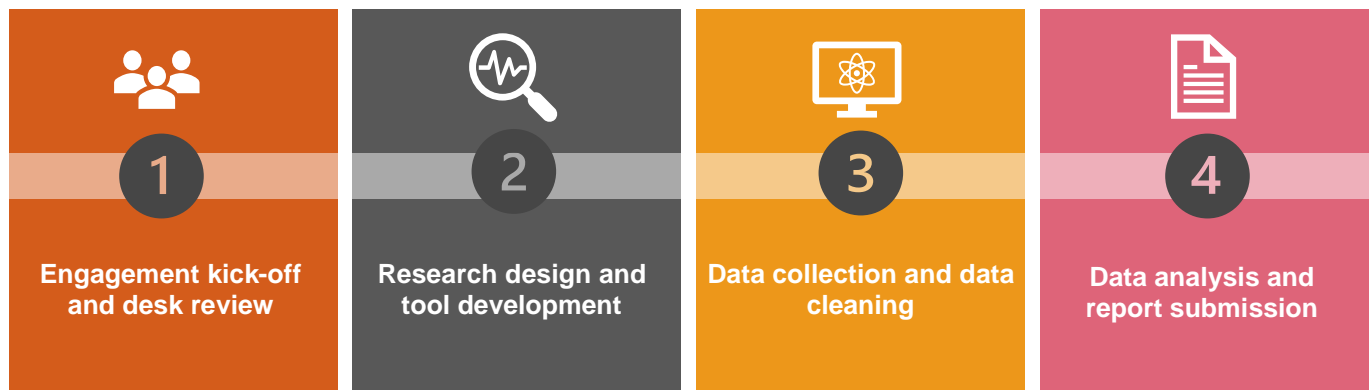 1
Engagement kick-off
and desk review
2
Research design and
tool development
3
Data collection and data
cleaning
4
Data analysis and
report submission